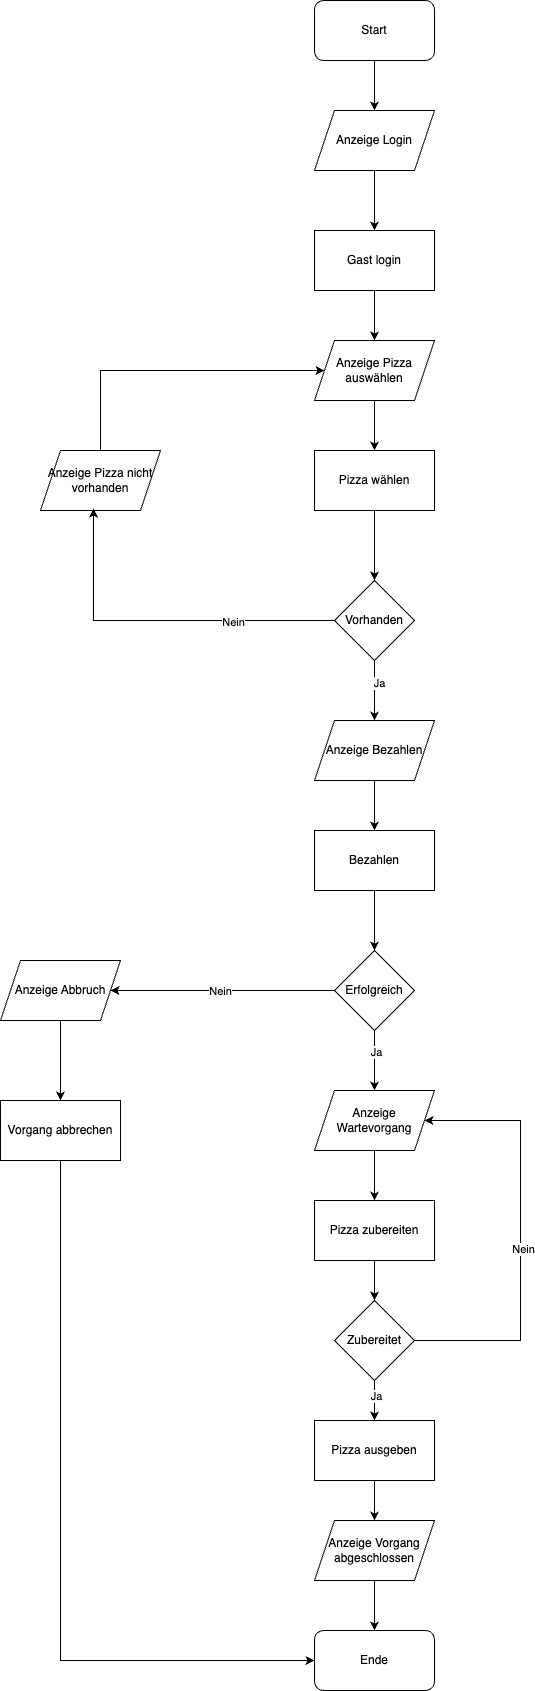 Start
Anzeige Login
Gast login
Anzeige Pizza
auswählen
Anzeige Pizza nicht
vorhanden
Pizza wählen
Vorhanden
Nein
Ja
Anzeige Bezahlen
Bezahlen
Erfolgreich
Nein
Anzeige Abbruch
Ja
Anzeige
Wartevorgang
Vorgang abbrechen
Pizza zubereiten
Nein
Zubereitet
Ja
Pizza ausgeben
Anzeige Vorgang
abgeschlossen
Ende